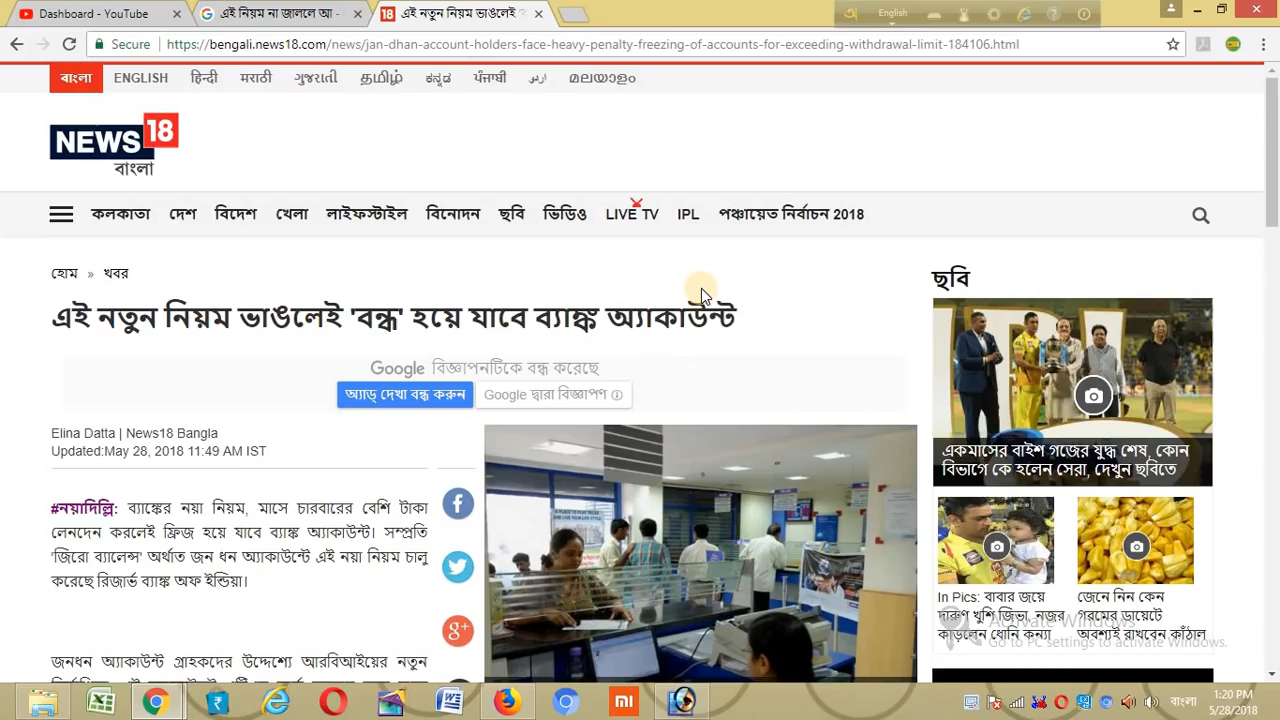 Dashboard - YouTube
এই নিয়ম না জানলে আ -
এই নতুন নিয়ম ভাঙলেই
English
Secure
https://bengali.news18.com/news/jan-dhan-account-holders-face-heavy-penalty-freezing-of-accounts-for-exceeding-withdrawal-limit-184106.html
বাংলা ENGLISH हिन्दी मराठी ગુજરાતી தமிழ் ಕನ್ನಡ ਪੰਜਾਬੀ اردو മലയാളം
NEWS 18
বাংলা
কলকাতা দেশ বিদেশ খেলা লাইফস্টাইল বিনোদন ছবি ভিডিও LIVE TV IPL পঞ্চায়েত নির্বাচন 2018
হোম » খবর
এই নতুন নিয়ম ভাঙলেই 'বন্ধ' হয়ে যাবে ব্যাঙ্ক অ্যাকাউন্ট
Google বিজ্ঞাপনটিকে বন্ধ করেছে
অ্যাড্ দেখা বন্ধ করুন
Google দ্বারা বিজ্ঞাপণ
Elina Datta | News18 Bangla
Updated:May 28, 2018 11:49 AM IST
#নয়াদিল্লি: ব্যাঙ্কের নয়া নিয়ম, মাসে চারবারের বেশি টাকা
লেনদেন করলেই ফ্রিজ হয়ে যাবে ব্যাঙ্ক অ্যাকাউন্ট। সম্প্রতি
'জিরো ব্যালেন্স' অর্থাত জন ধন অ্যাকাউন্টে এই নয়া নিয়ম চালু
করেছে রিজার্ভ ব্যাঙ্ক অফ ইন্ডিয়া।
জনধন অ্যাকাউন্ট গ্রাহকদের উদ্দেশ্যে আরবিআইয়ের নতুন
ছবি
একমাসের বাইশ গজের যুদ্ধ শেষ, কোন
বিভাগে কে হলেন সেরা, দেখুন ছবিতে
In Pics: বাবার জয়ে
দারুণ খুশি জিভা, নজর
কাড়লেন ধোনি কন্যা
জেনে নিন কেন
গরমের ডায়েটে
অবশ্যই রাখবেন কাঁঠাল
Activate Windows
Go to PC settings to activate Windows.
বাংলা
1:20 PM
5/28/2018